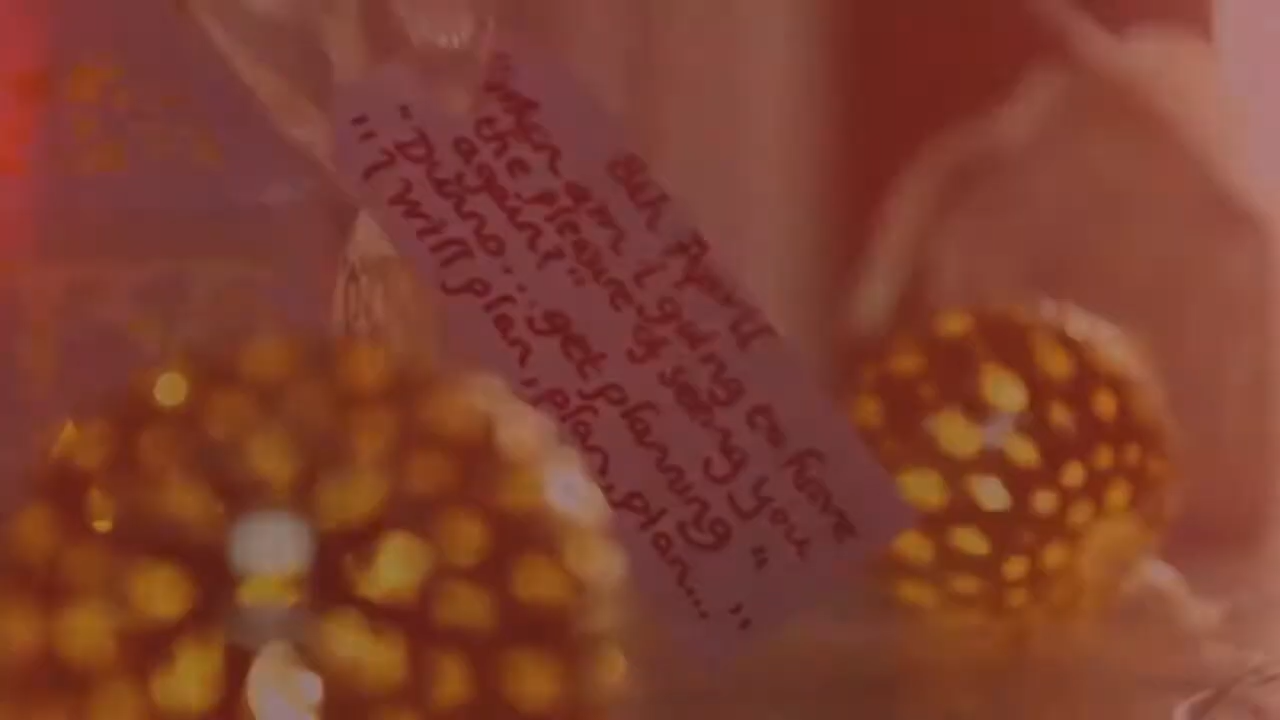 8th April
"When am I going to have
the pleasure of seeing you
again?"
"Dunno... get planning"
"I will plan, plan, plan..."